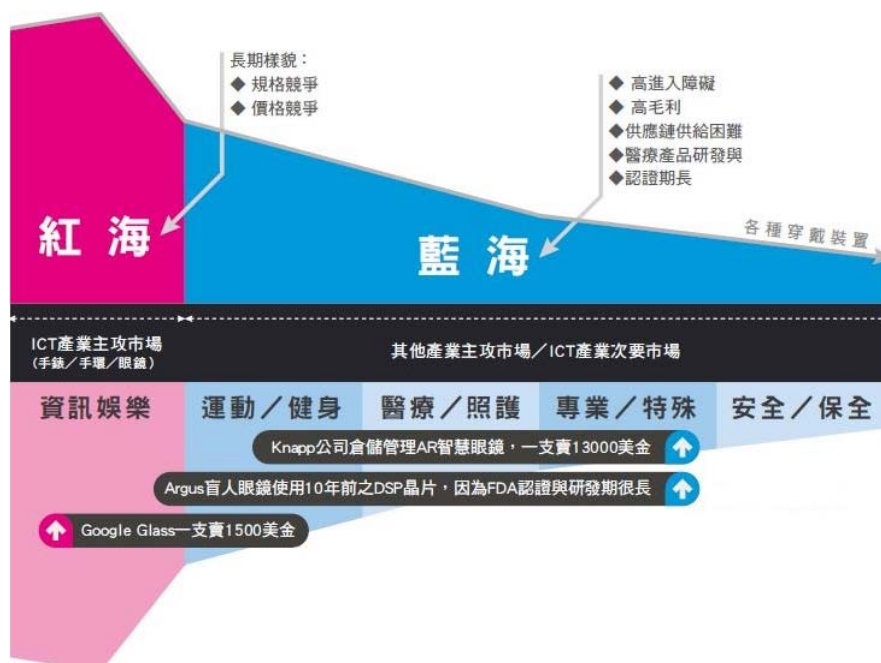 長期樣貌：
◆ 規格競爭
◆ 價格競爭
◆ 高進入障礙
◆ 高毛利
◆供應鏈供給困難
◆醫療產品研發與
◆認證期長
紅海
藍海
各種穿戴裝置
ICT產業主攻市場
(手錶／手環／眼鏡)
其他產業主攻市場／ICT產業次要市場
資訊娛樂
運動／健身
醫療／照護
專業／特殊
安全／保全
Knapp公司倉儲管理AR智慧眼鏡，一支賣13000美金
Argus盲人眼鏡使用10年前之DSP晶片，因為FDA認證與研發期很長
Google Glass一支賣1500美金